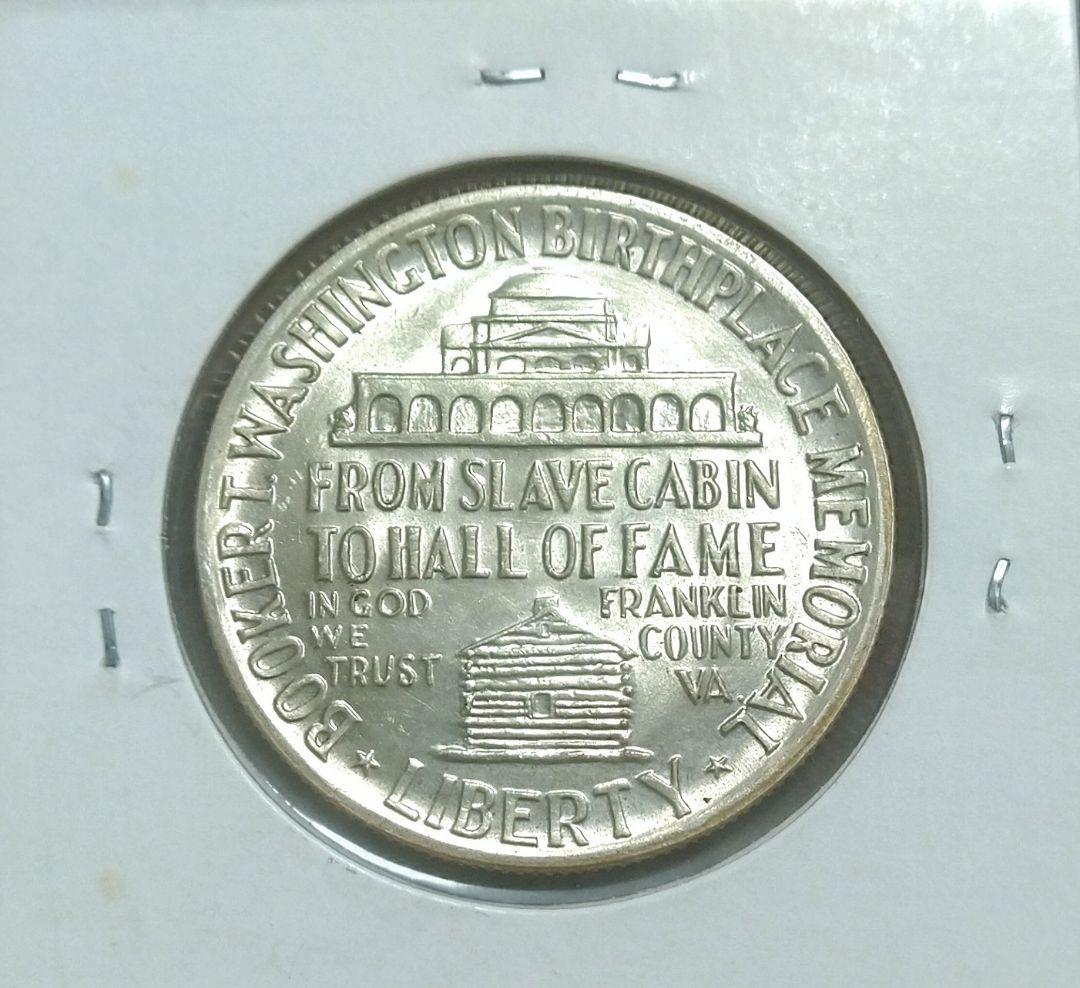 BOOKER T. WASHINGTON BIRTHPLACE MEMORIAL
FROM SLAVE CABIN
TO HALL OF FAME
IN GOD
WE
TRUST
FRANKLIN
COUNTY
VA.
LIBERTY